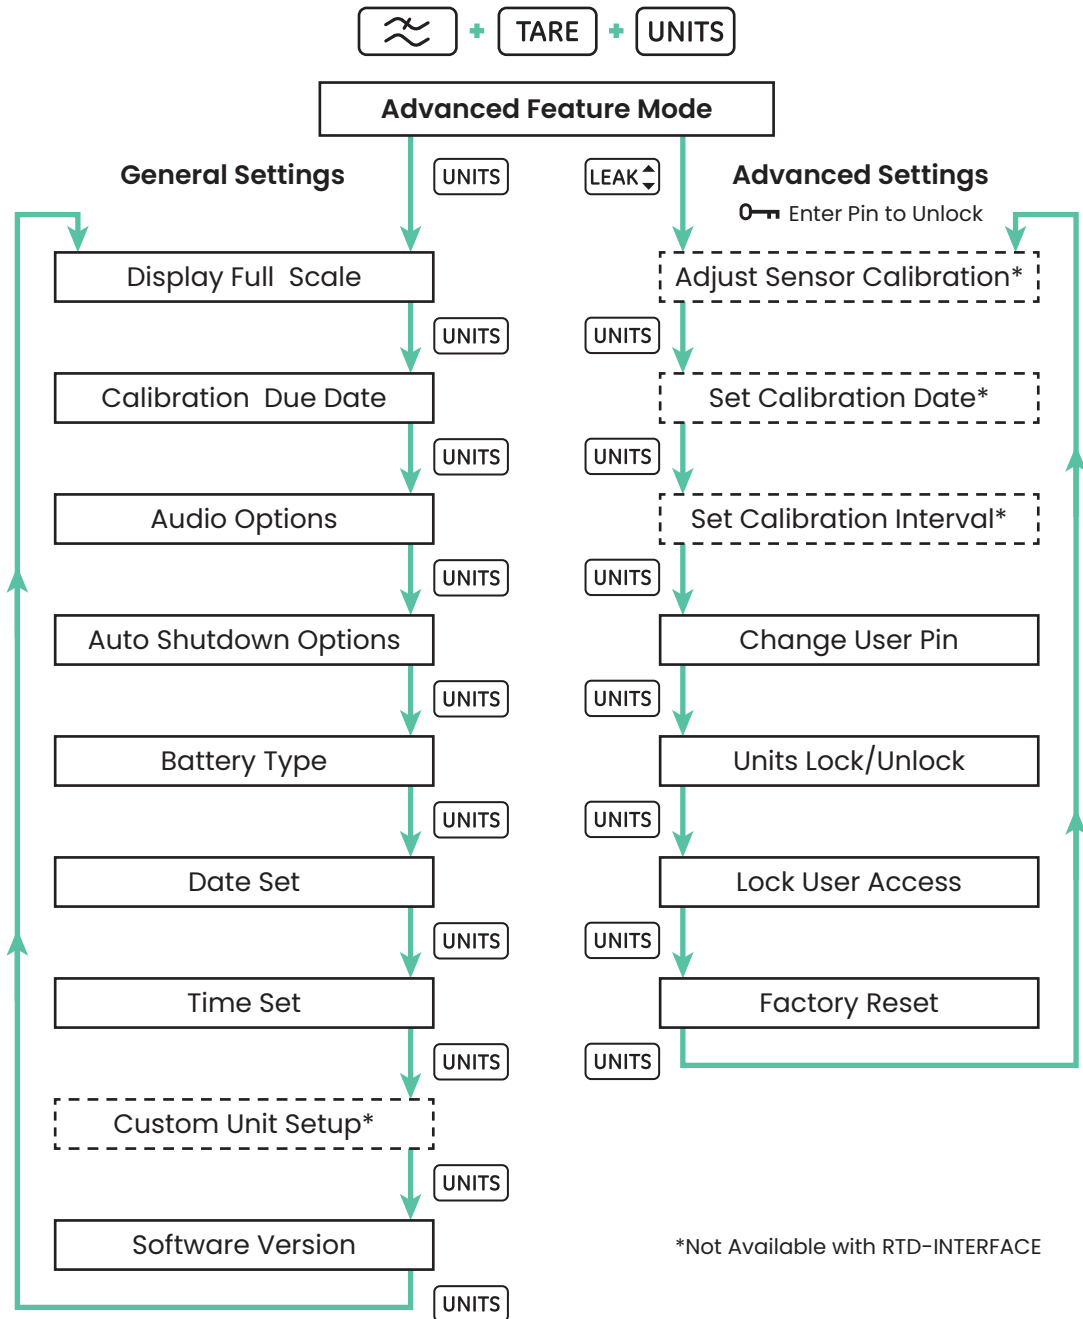 + TARE + UNITS
Advanced Feature Mode
General Settings
UNITS
Display Full Scale
UNITS
Calibration Due Date
UNITS
Audio Options
UNITS
Auto Shutdown Options
UNITS
Battery Type
UNITS
Date Set
UNITS
Time Set
UNITS
Custom Unit Setup*
UNITS
Software Version
UNITS
LEAK
Advanced Settings
Enter Pin to Unlock
Adjust Sensor Calibration*
UNITS
Set Calibration Date*
UNITS
Set Calibration Interval*
UNITS
Change User Pin
UNITS
Units Lock/Unlock
UNITS
Lock User Access
UNITS
Factory Reset
UNITS
*Not Available with RTD-INTERFACE